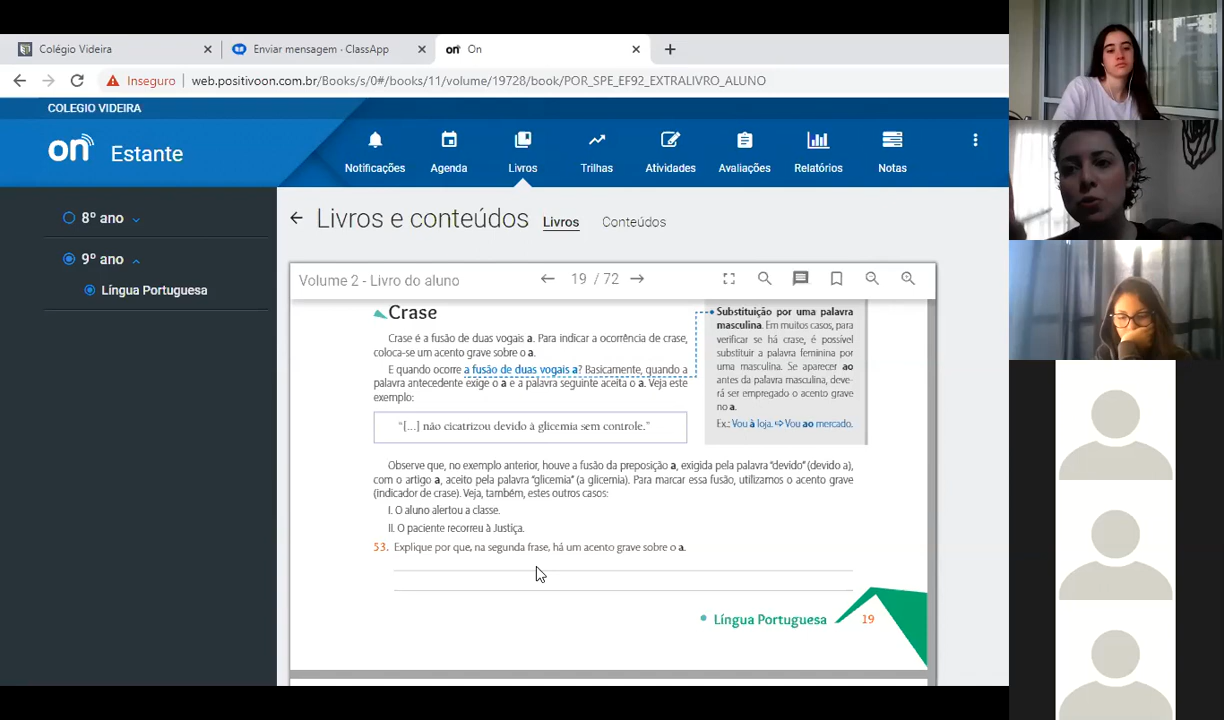 Colégio Videira
Enviar mensagem · ClassApp
On
Inseguro
web.positivoon.com.br/Books/s/0#/books/11/volume/19728/book/POR_SPE_EF92_EXTRALIVRO_ALUNO
COLEGIO VIDEIRA
on
Estante
Notificações
Agenda
Livros
Trilhas
Atividades
Avaliações
Relatórios
Notas
8º ano
9º ano
Língua Portuguesa
Livros e conteúdos
Livros
Conteúdos
Volume 2 - Livro do aluno
19 / 72
Crase
Crase é a fusão de duas vogais a. Para indicar a ocorrência de crase,
coloca-se um acento grave sobre o a.
E quando ocorre a fusão de duas vogais a? Basicamente, quando a
palavra antecedente exige o a e a palavra seguinte aceita o a. Veja este
exemplo:
"[...] não cicatrizou devido à glicemia sem controle."
Substituição por uma palavra
masculina. Em muitos casos, para
verificar se há crase, é possível
substituir a palavra feminina por
uma masculina. Se aparecer ao
antes da palavra masculina, deve-
rá ser empregado o acento grave
no a.
Ex.: Vou à loja. ⇨ Vou ao mercado.
Observe que, no exemplo anterior, houve a fusão da preposição a, exigida pela palavra "devido" (devido a),
com o artigo a, aceito pela palavra "glicemia" (a glicemia). Para marcar essa fusão, utilizamos o acento grave
(indicador de crase). Veja, também, estes outros casos:
I. O aluno alertou a classe.
II. O paciente recorreu à Justiça.
53. Explique por que, na segunda frase, há um acento grave sobre o a.
Língua Portuguesa
19